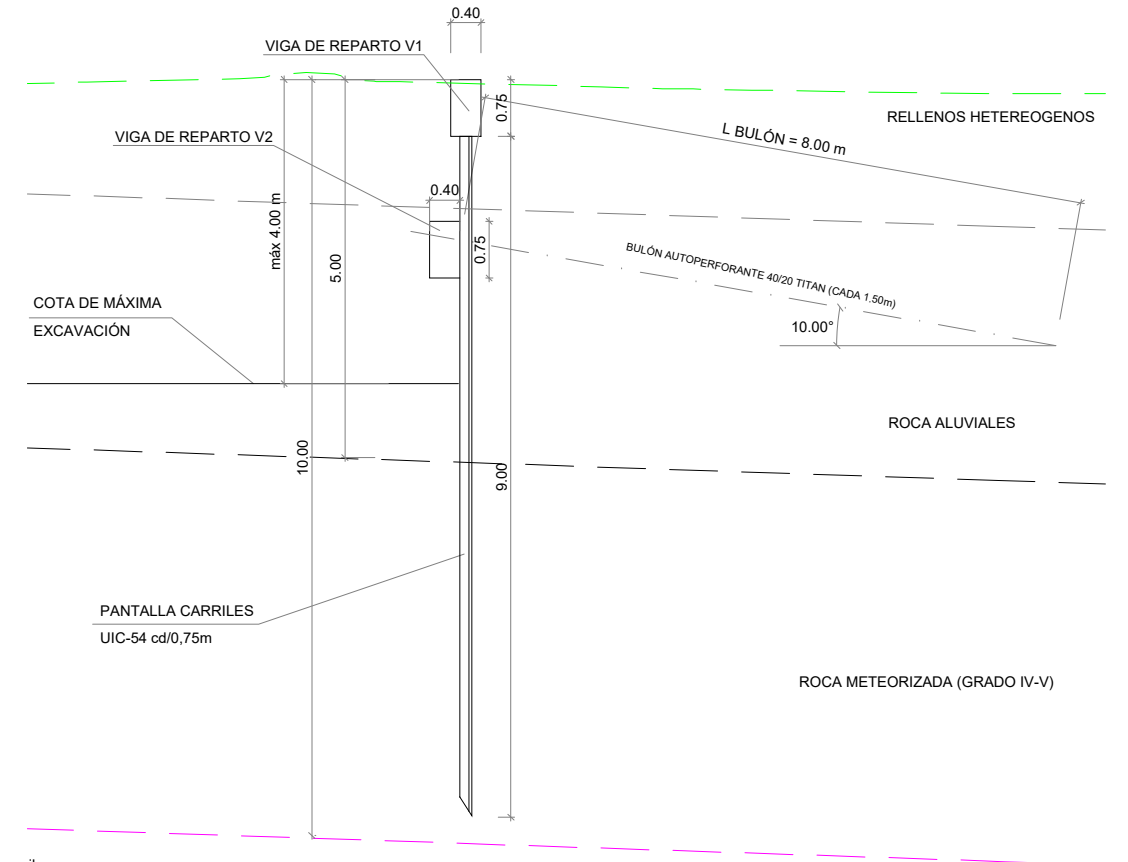 0.40
VIGA DE REPARTO V1
0.75
RELLENOS HETEREOGENOS
L BULÓN = 8.00 m
VIGA DE REPARTO V2
0.40
máx 4.00 m
0.75
5.00
BULÓN AUTOPERFORANTE 40/20 TITAN (CADA 1.50m)
10.00°
COTA DE MÁXIMA
EXCAVACIÓN
ROCA ALUVIALES
10.00
9.00
PANTALLA CARRILES
UIC-54 cd/0,75m
ROCA METEORIZADA (GRADO IV-V)